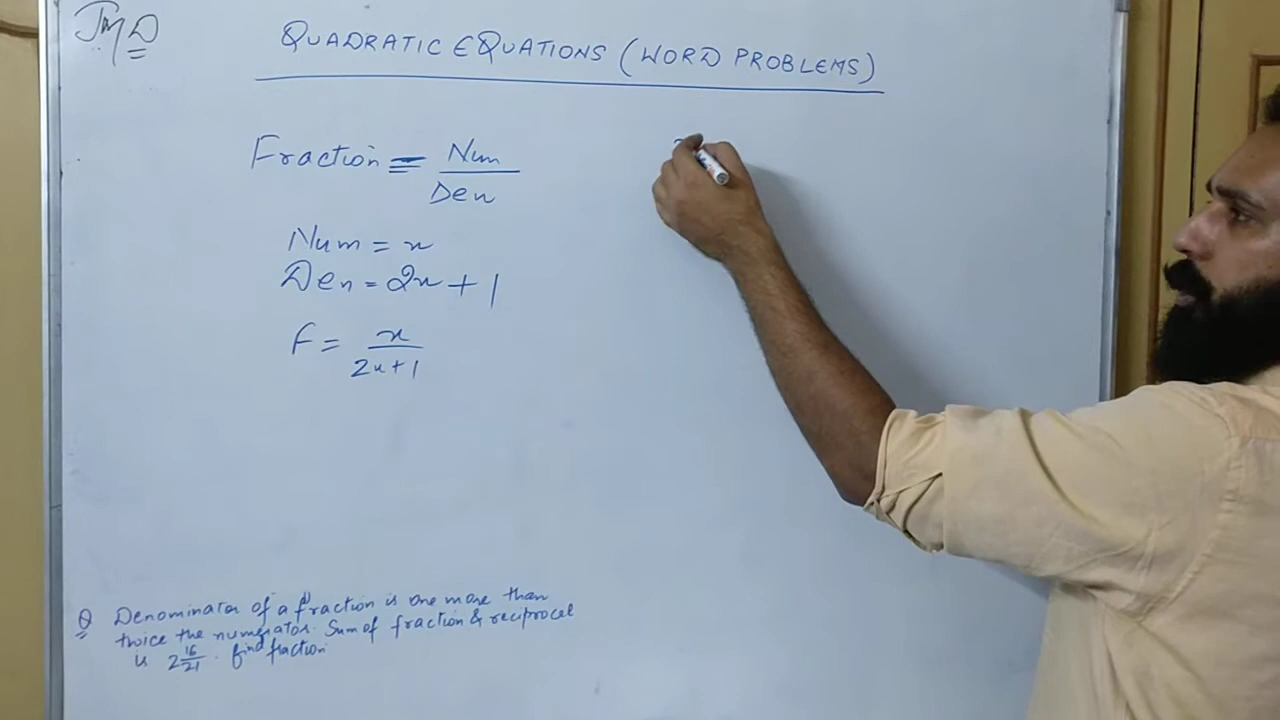 JMD
QUADRATIC EQUATIONS (WORD PROBLEMS)
Fraction = Num / Den
Num = x
Den = 2x + 1
F = x / 2x+1
Q Denominator of a fraction is one more than
twice the numerator. Sum of fraction & reciprocel
is 2 16/21. find fraction